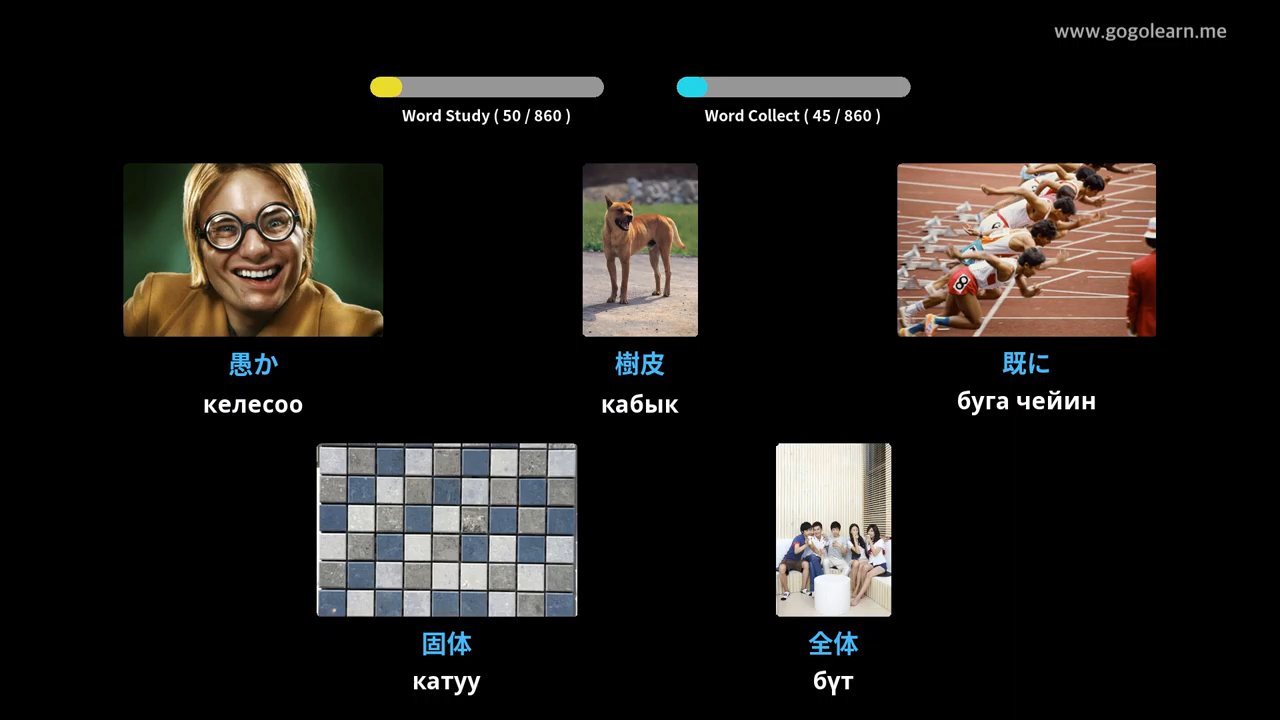 www.gogolearn.me
Word Study ( 50 / 860 )
Word Collect ( 45 / 860 )
愚か
келесоо
樹皮
кабык
既に
буга чейин
固体
катуу
全体
бүт